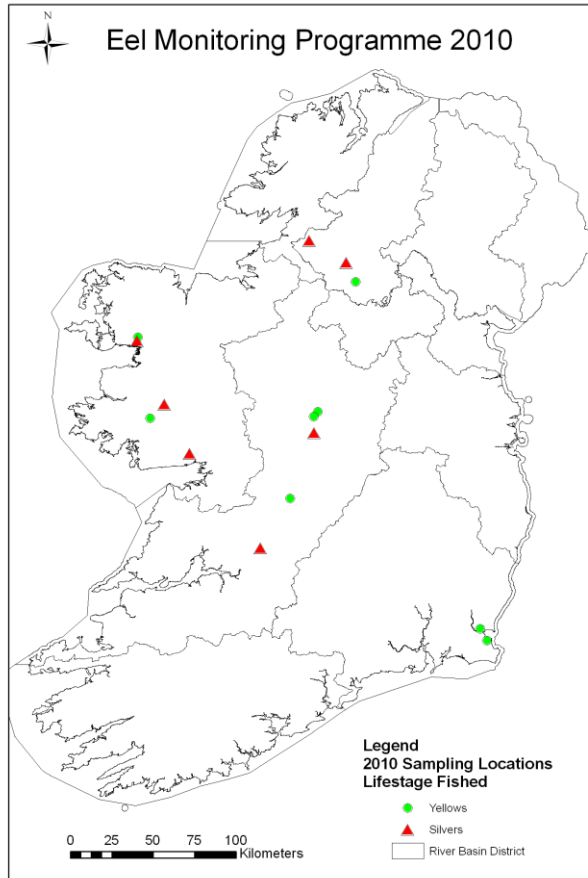 N
Eel Monitoring Programme 2010
Legend
2010 Sampling Locations
Lifestage Fished
Yellows
Silvers
River Basin District
0 25 50 100
Kilometers